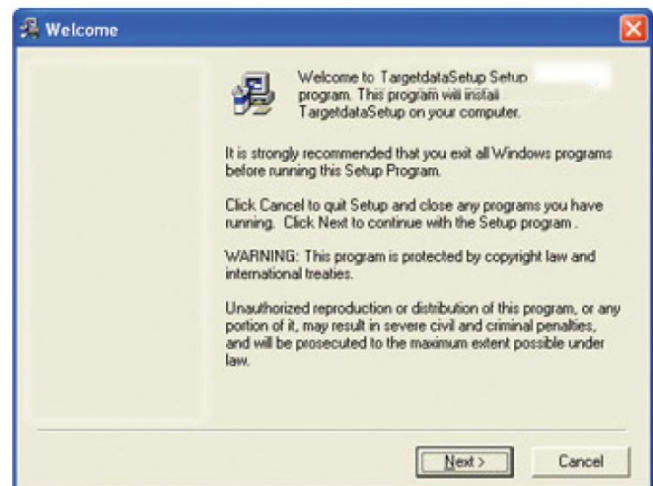 Welcome
Welcome to TargetdataSetup Setup
program. This program will install
TargetdataSetup on your computer.
It is strongly recommended that you exit all Windows programs
before running this Setup Program.
Click Cancel to quit Setup and close any programs you have
running. Click Next to continue with the Setup program .
WARNING: This program is protected by copyright law and
international treaties.
Unauthorized reproduction or distribution of this program, or any
portion of it, may result in severe civil and criminal penalties,
and will be prosecuted to the maximum extent possible under
law.
Next >
Cancel